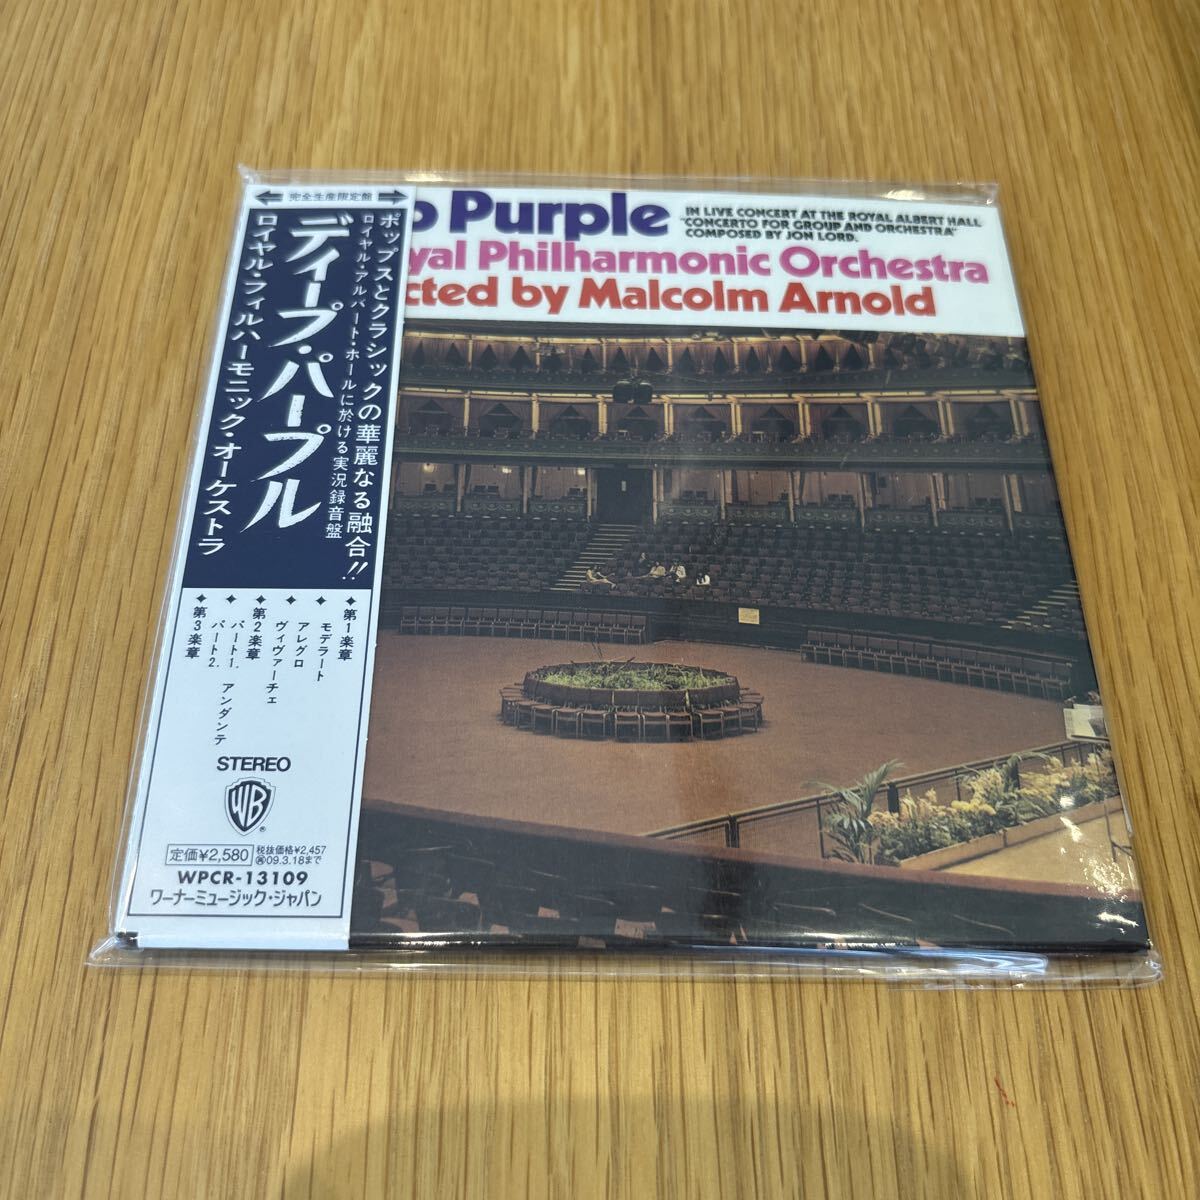 完全生産限定盤
ポップスとクラシックの華麗なる融合!!
ロイヤル・アルバート・ホールに於ける実況録音盤
ディープ・パープル
ロイヤル・フィルハーモニック・オーケストラ
✦第1楽章
✦モデラート
✦アレグロ
ヴィヴァーチェ
✦第2楽章
✦パート1. アンダンテ
パート2.
✦第3楽章
STEREO
WB
定価¥2,580
税抜価格¥2,457
㊢09.3.18まで
WPCR-13109
ワーナーミュージック・ジャパン
p Purple
IN LIVE CONCERT AT THE ROYAL ALBERT HALL
"CONCERTO FOR GROUP AND ORCHESTRA"
COMPOSED BY JON LORD.
yal Philharmonic Orchestra
cted by Malcolm Arnold